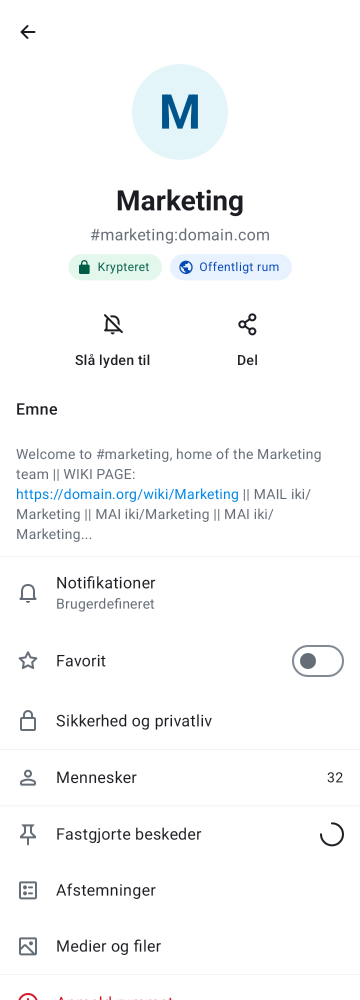 M
Marketing
#marketing:domain.com
Krypteret
Offentligt rum
Slå lyden til
Del
Emne
Welcome to #marketing, home of the Marketing
team || WIKI PAGE:
https://domain.org/wiki/Marketing || MAIL iki/
Marketing || MAI iki/Marketing || MAI iki/
Marketing...
Notifikationer
Brugerdefineret
Favorit
Sikkerhed og privatliv
Mennesker
32
Fastgjorte beskeder
Afstemninger
Medier og filer